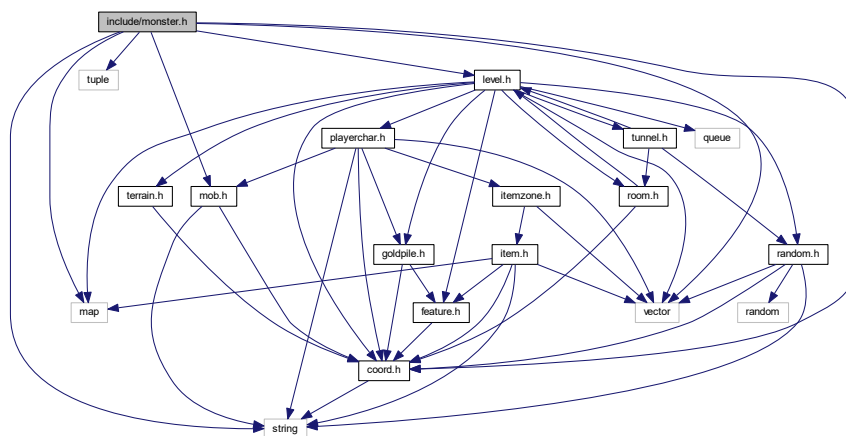 include/monster.h
tuple
level.h
playerchar.h
tunnel.h
queue
terrain.h
mob.h
itemzone.h
room.h
goldpile.h
item.h
random.h
map
feature.h
vector
random
coord.h
string